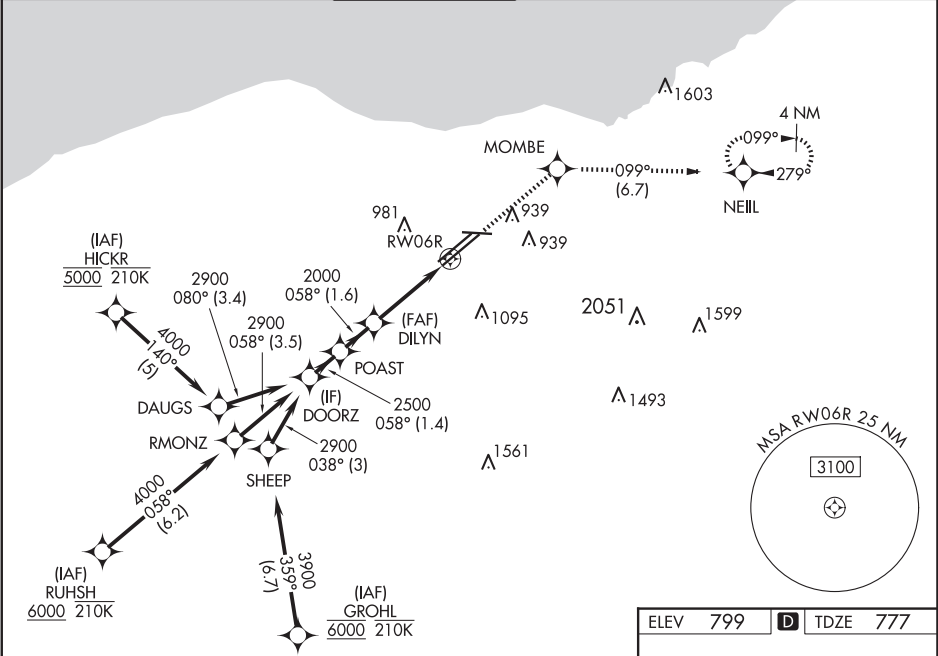 1603
4 NM
099°
279°
NEIIL
MOMBE
099°
(6.7)
981
939
RW06R
939
(IAF)
HICKR
5000 210K
2900
080° (3.4)
2000
058° (1.6)
2900
058° (3.5)
4000
140°
(5)
(FAF)
DILYN
1095
2051
1599
POAST
DAUGS
(IF)
DOORZ
2500
058° (1.4)
1493
RMONZ
2900
038° (3)
SHEEP
1561
MSA RW06R 25 NM
3100
4000
058°
(6.2)
3900
359°
(6.7)
(IAF)
RUHSH
6000 210K
(IAF)
GROHL
6000 210K
ELEV 799 D TDZE 777